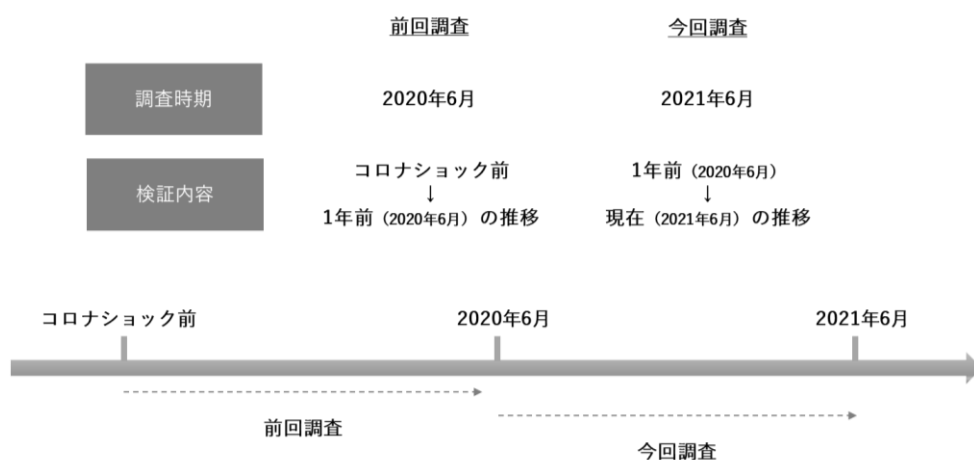 前回調査 今回調査
調査時期 2020年6月 2021年6月
検証内容
コロナショック前 1年前（2020年6月）
↓ ↓
1年前（2020年6月）の推移 現在（2021年6月）の推移
コロナショック前 2020年6月 2021年6月
前回調査
今回調査